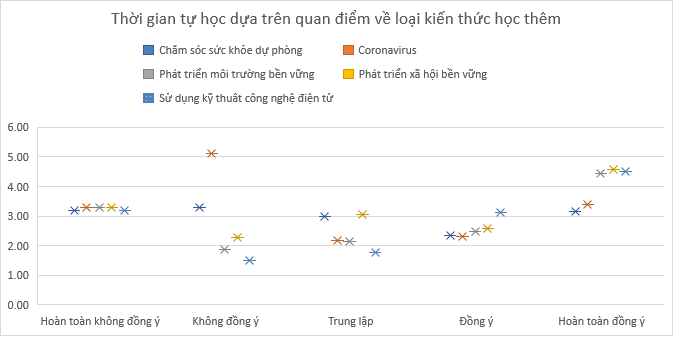 Thời gian tự học dựa trên quan điểm về loại kiến thức học thêm
Chăm sóc sức khỏe dự phòng
Coronavirus
Phát triển môi trường bền vững
Phát triển xã hội bền vững
Sử dụng kỹ thuật công nghệ điện tử
6.00
5.00
4.00
3.00
2.00
1.00
0.00
Hoàn toàn không đồng ý
Không đồng ý
Trung lập
Đồng ý
Hoàn toàn đồng ý